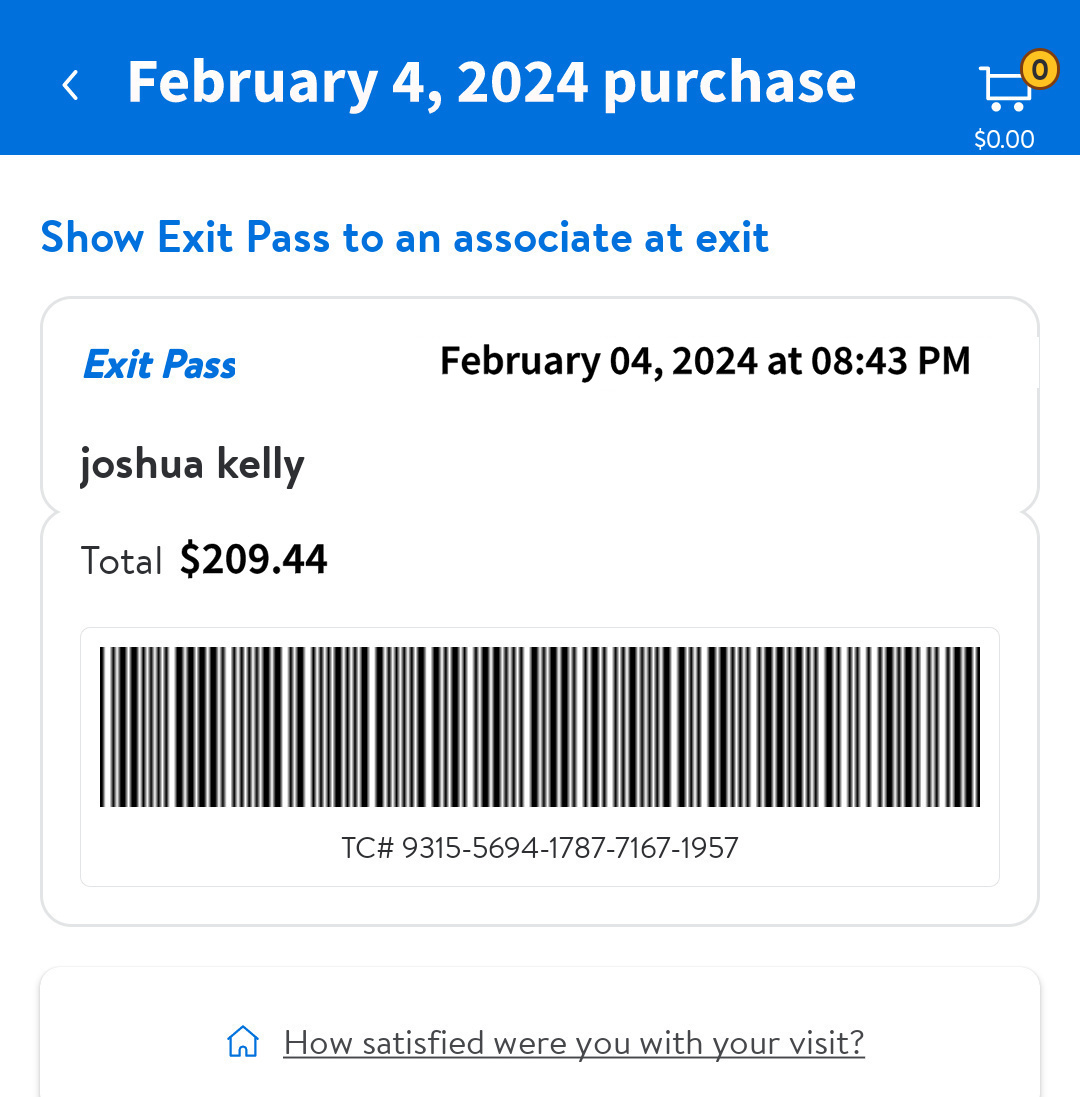 February 4, 2024 purchase
0
$0.00
Show Exit Pass to an associate at exit
Exit Pass
February 04, 2024 at 08:43 PM
joshua kelly
Total $209.44
TC# 9315-5694-1787-7167-1957
How satisfied were you with your visit?